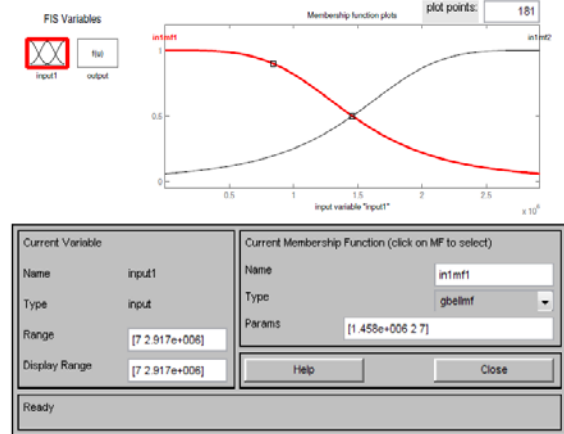 FIS Variables
Membership function plots
plot points:
181
in1mf1
in1mf2
f(u)
input1
output
1
0.5
0
0.5
1
1.5
2
2.5
input variable "input1"
x 10⁶
Current Variable
Name
input1
Type
input
Range
[7 2.917e+006]
Display Range
[7 2.917e+006]
Current Membership Function (click on MF to select)
Name
in1mf1
Type
gbellmf
Params
[1.458e+006 2 7]
Help
Close
Ready